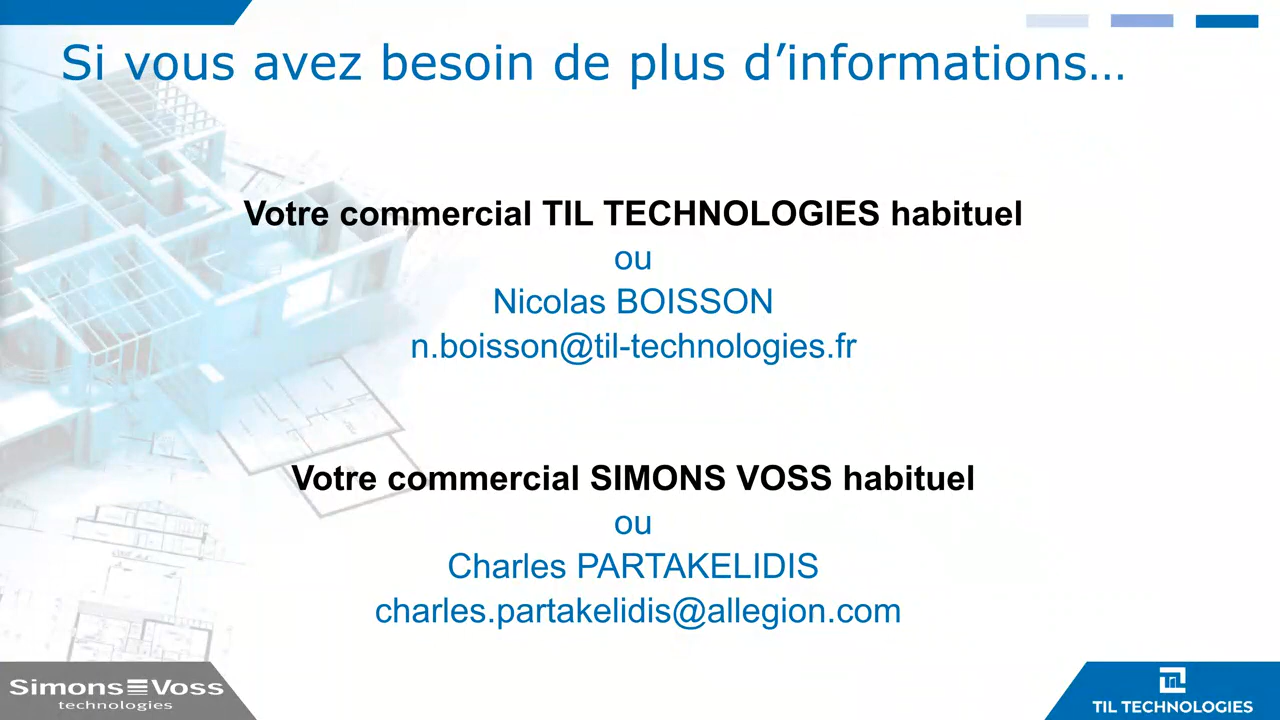 Si vous avez besoin de plus d’informations…
Votre commercial TIL TECHNOLOGIES habituel
ou
Nicolas BOISSON
n.boisson@til-technologies.fr
Votre commercial SIMONS VOSS habituel
ou
Charles PARTAKELIDIS
charles.partakelidis@allegion.com
Simons Voss
technologies
TIL TECHNOLOGIES